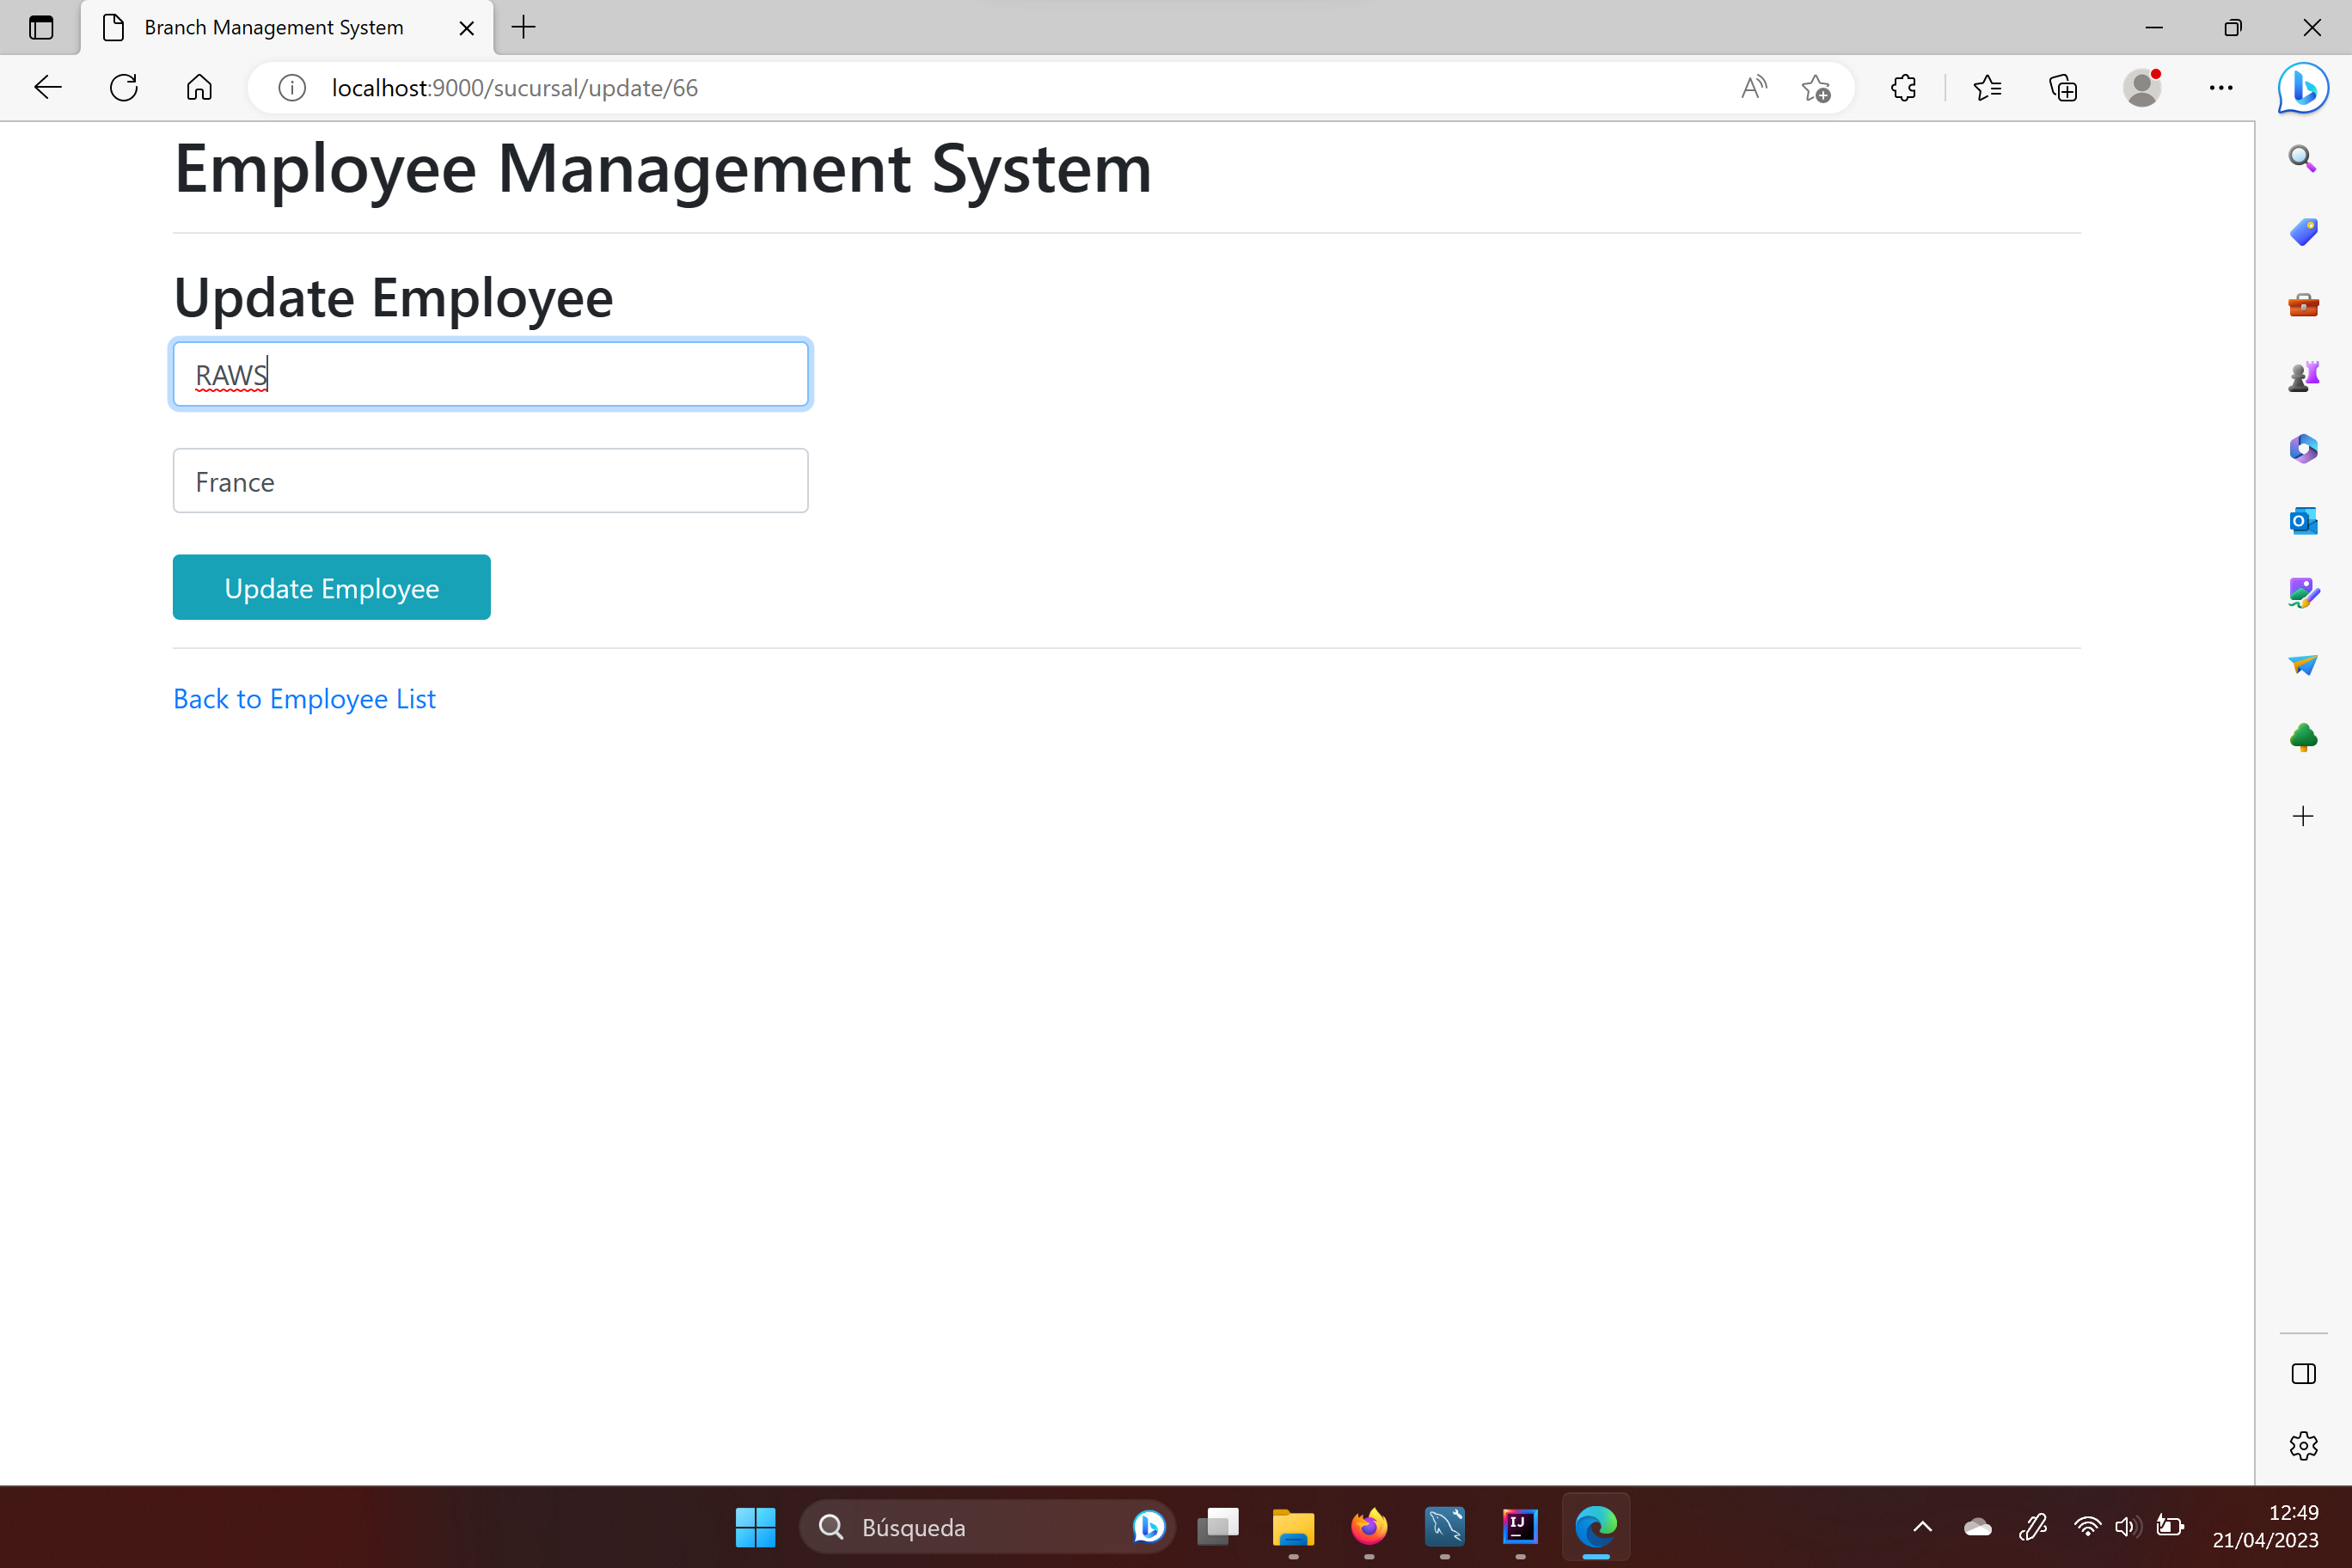 Branch Management System
localhost:9000/sucursal/update/66
Employee Management System
Update Employee
RAWS
France
Update Employee
Back to Employee List
Búsqueda
12:49
21/04/2023